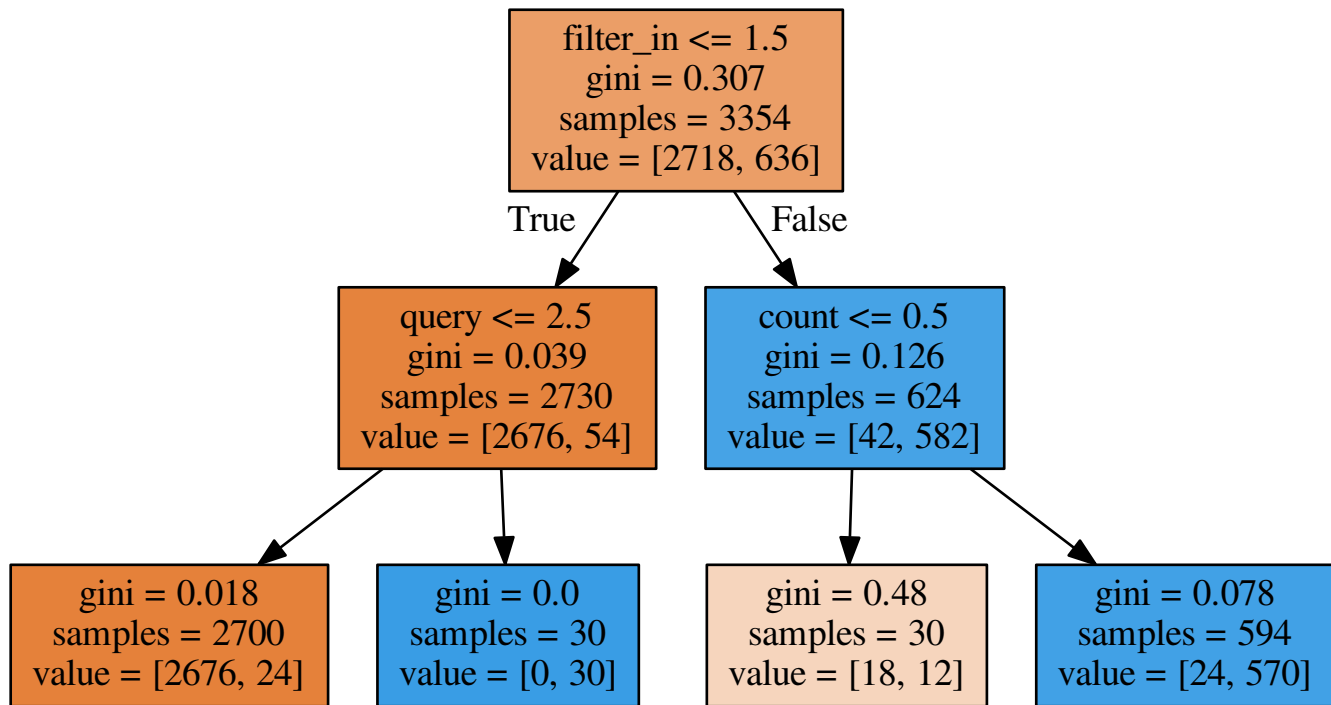 filter_in <= 1.5
gini = 0.307
samples = 3354
value = [2718, 636]
True
False
query <= 2.5
gini = 0.039
samples = 2730
value = [2676, 54]
count <= 0.5
gini = 0.126
samples = 624
value = [42, 582]
gini = 0.018
samples = 2700
value = [2676, 24]
gini = 0.0
samples = 30
value = [0, 30]
gini = 0.48
samples = 30
value = [18, 12]
gini = 0.078
samples = 594
value = [24, 570]